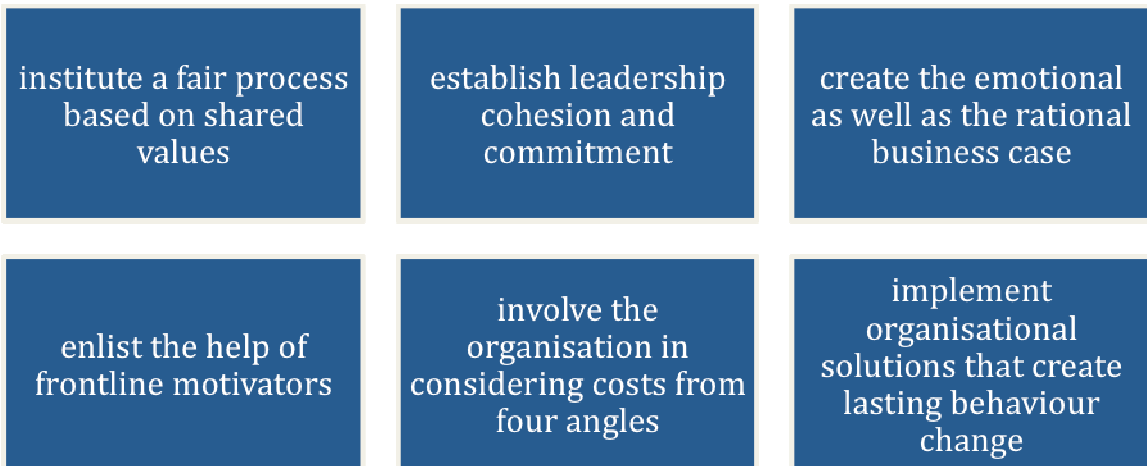 institute a fair process
based on shared
values
establish leadership
cohesion and
commitment
create the emotional
as well as the rational
business case
enlist the help of
frontline motivators
involve the
organisation in
considering costs from
four angles
implement
organisational
solutions that create
lasting behaviour
change